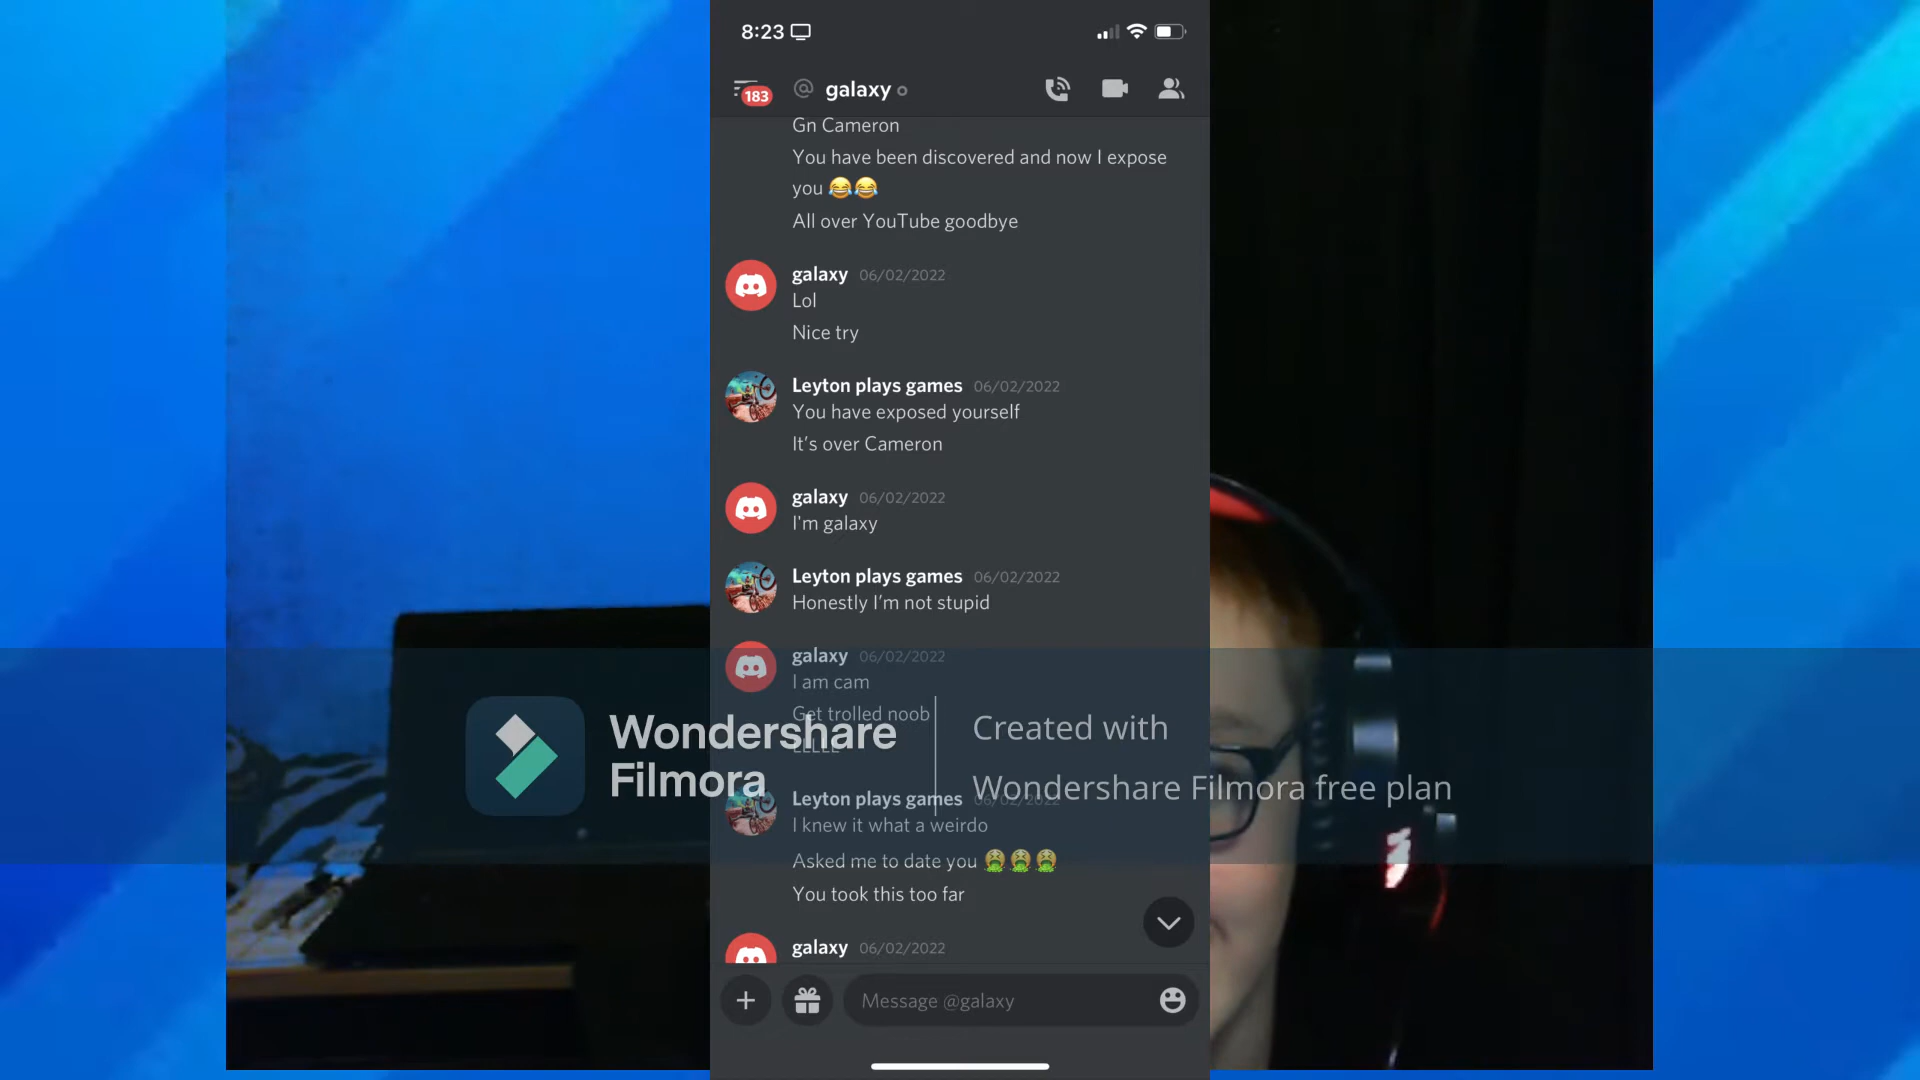 8:23
183
@ galaxy
Gn Cameron
You have been discovered and now I expose
you 😂😂
All over YouTube goodbye
galaxy 06/02/2022
Lol
Nice try
Leyton plays games 06/02/2022
You have exposed yourself
It’s over Cameron
galaxy 06/02/2022
I'm galaxy
Leyton plays games 06/02/2022
Honestly I’m not stupid
galaxy 06/02/2022
I am cam
Get trolled noob
Wondershare
Filmora
Created with
Wondershare Filmora free plan
Leyton plays games 06/02/2022
I knew it what a weirdo
Asked me to date you 🤮🤮🤮
You took this too far
galaxy 06/02/2022
Message @galaxy